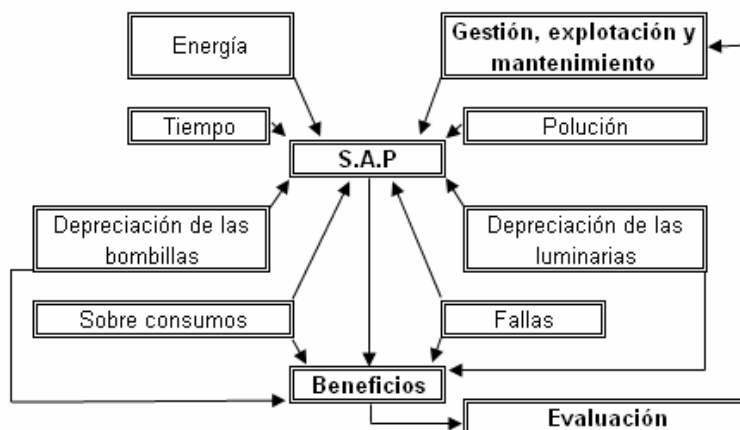 Energía
Gestión, explotación y
mantenimiento
Tiempo
Polución
S.A.P
Depreciación de las
bombillas
Depreciación de las
luminarias
Sobre consumos
Fallas
Beneficios
Evaluación